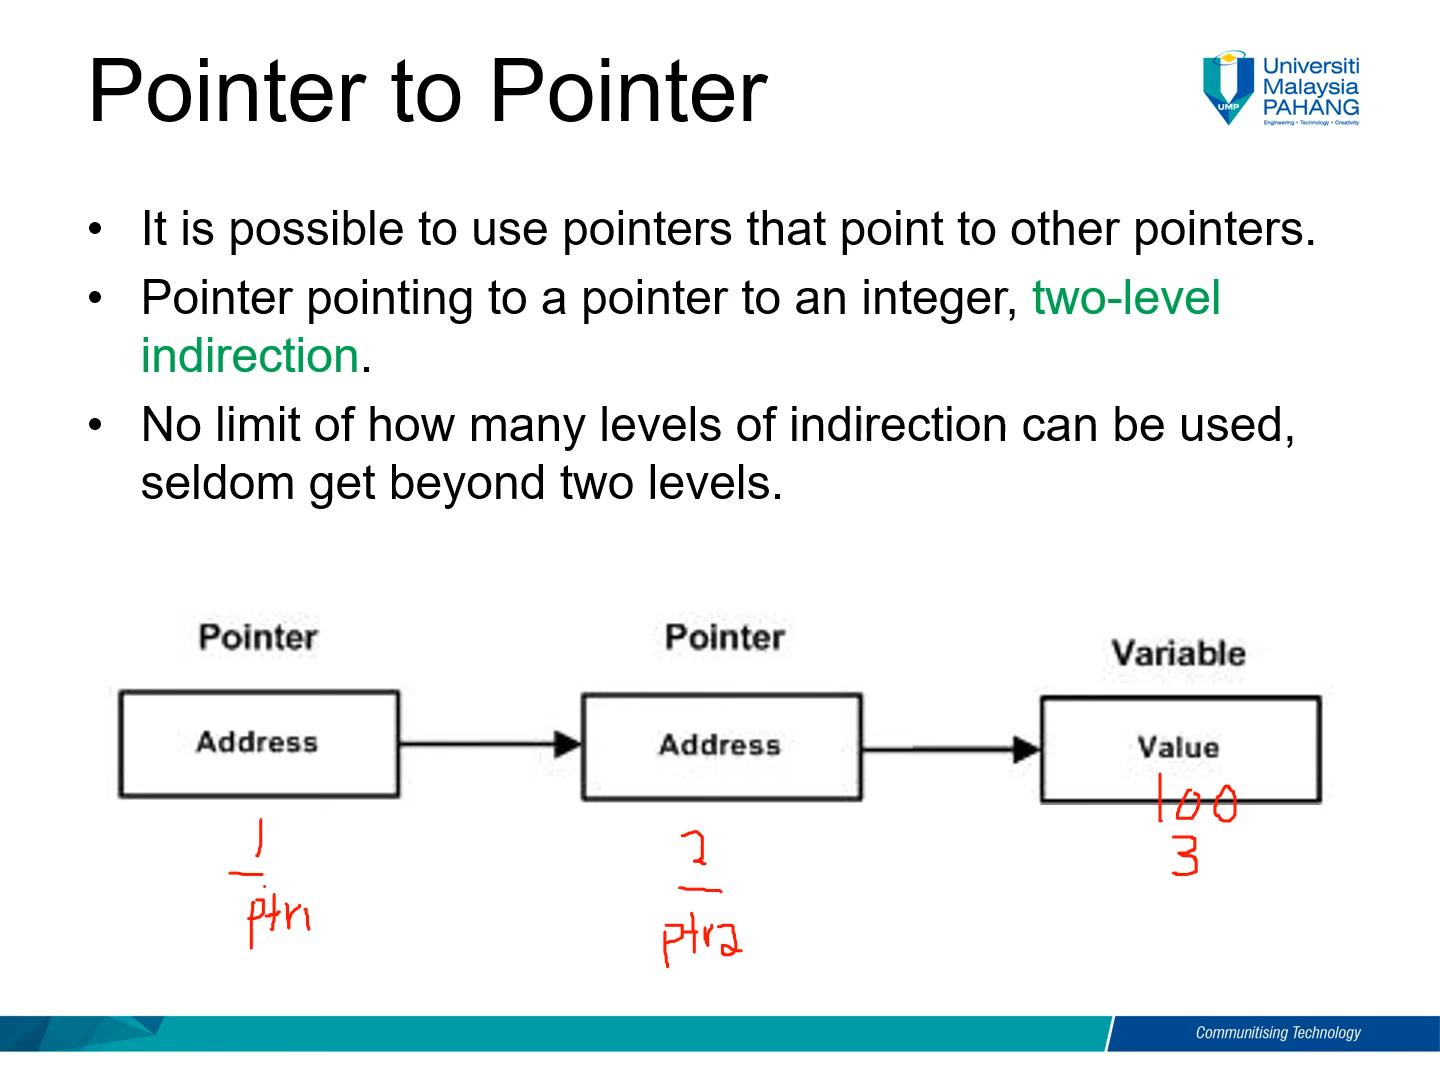 Pointer to Pointer
Universiti
Malaysia
PAHANG
Engineering • Technology • Creativity
UMP
• It is possible to use pointers that point to other pointers.
• Pointer pointing to a pointer to an integer, two-level
indirection.
• No limit of how many levels of indirection can be used,
seldom get beyond two levels.
Pointer
Pointer
Variable
Address
Address
Value
100
1
2
3
ptr1
ptr2
Communitising Technology